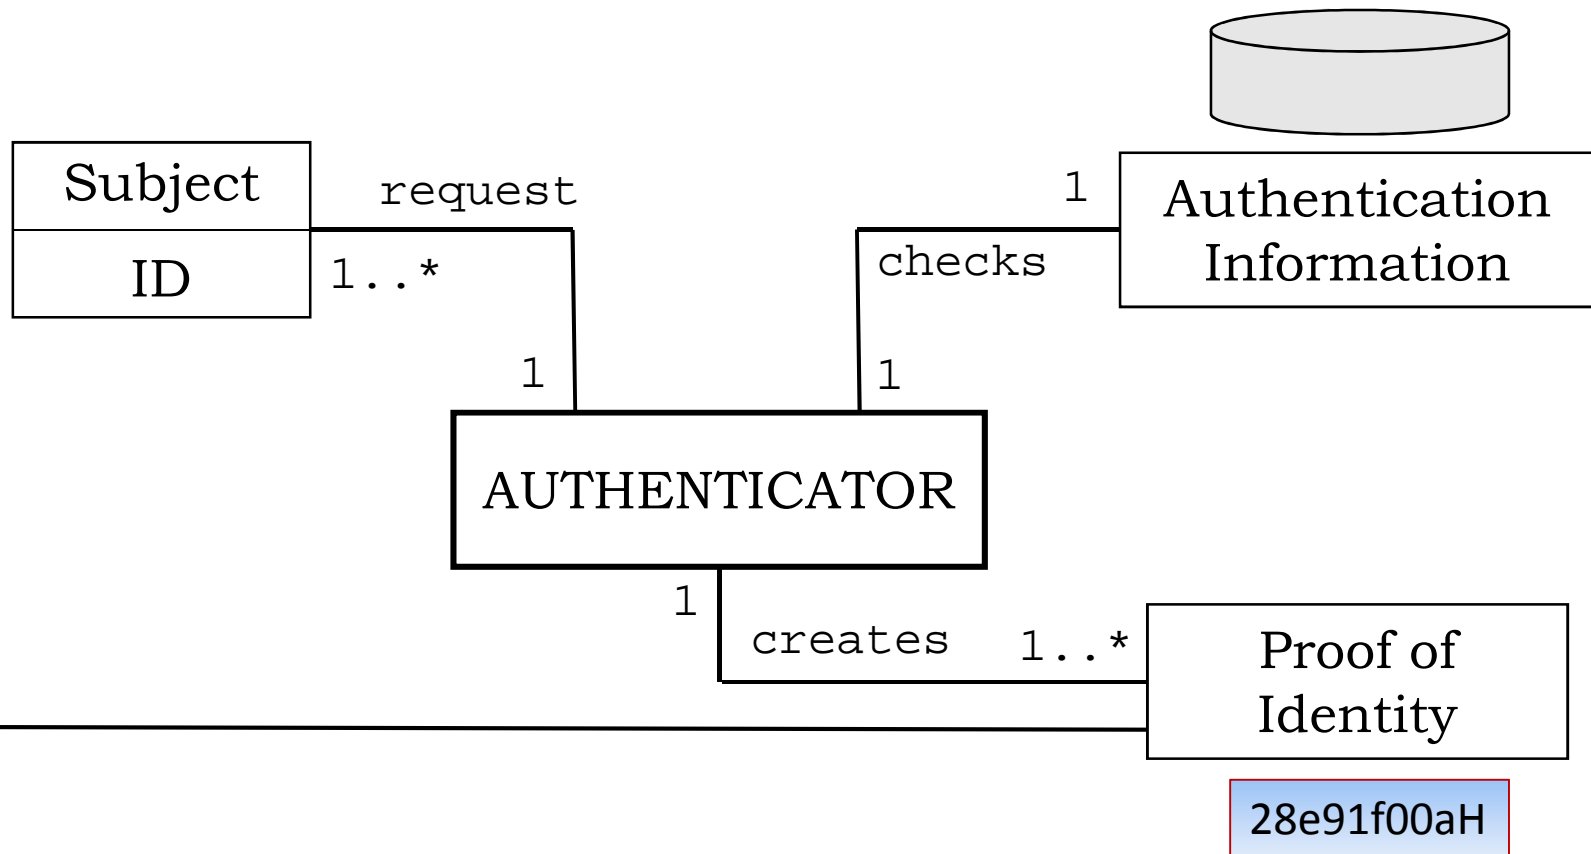 Subject
ID
request
1..*
1
1
checks
1
Authentication
Information
AUTHENTICATOR
1
creates
1..*
Proof of
Identity
28e91f00aH